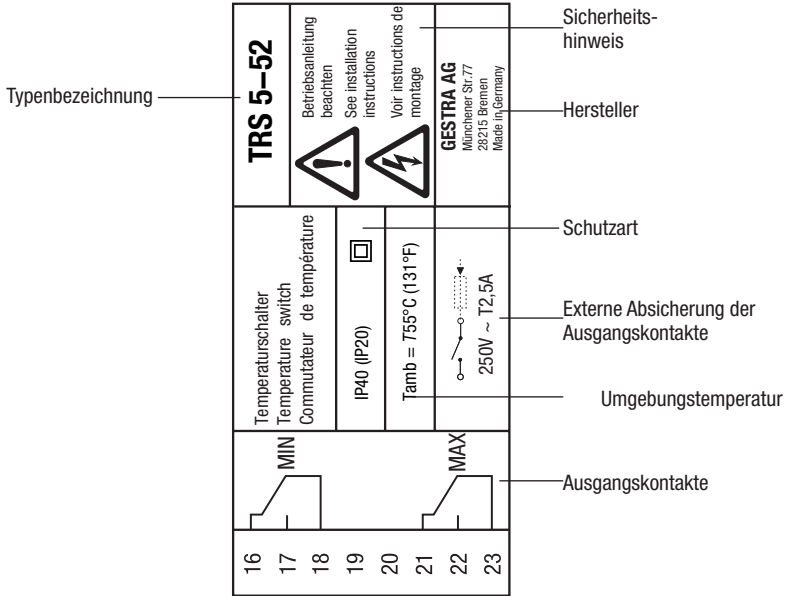 Typenbezeichnung
TRS 5–52
Betriebsanleitung
beachten
See installation
instructions
Voir instructions de
montage
GESTRA AG
Münchener Str.77
28215 Bremen
Made in Germany
Temperaturschalter
Temperature switch
Commutateur de température
IP40 (IP20)
Tamb = T55°C (131°F)
250V ~ T2,5A
MIN
MAX
16
17
18
19
20
21
22
23
Sicherheits-
hinweis
Hersteller
Schutzart
Externe Absicherung der
Ausgangskontakte
Umgebungstemperatur
Ausgangskontakte